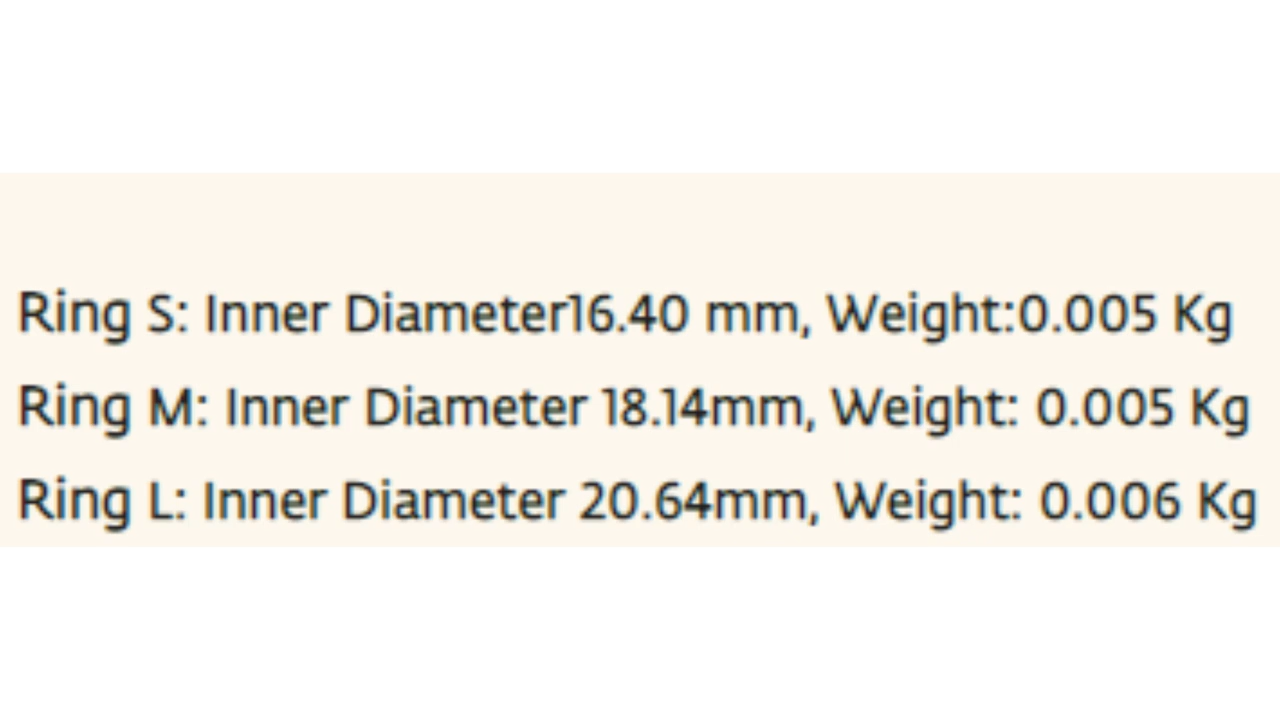 Ring S: Inner Diameter16.40 mm, Weight:0.005 Kg
Ring M: Inner Diameter 18.14mm, Weight: 0.005 Kg
Ring L: Inner Diameter 20.64mm, Weight: 0.006 Kg